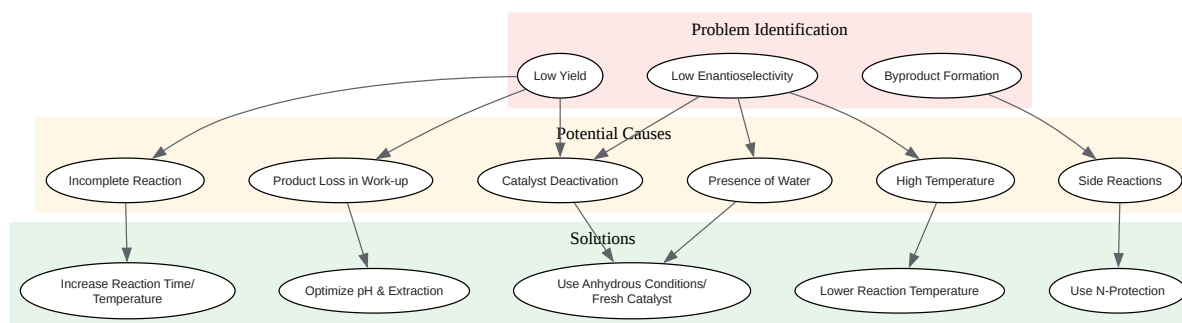 Problem Identification
Low Yield
Low Enantioselectivity
Byproduct Formation
Potential Causes
Incomplete Reaction
Product Loss in Work-up
Catalyst Deactivation
Presence of Water
High Temperature
Side Reactions
Solutions
Increase Reaction Time/
Temperature
Optimize pH & Extraction
Use Anhydrous Conditions/
Fresh Catalyst
Lower Reaction Temperature
Use N-Protection